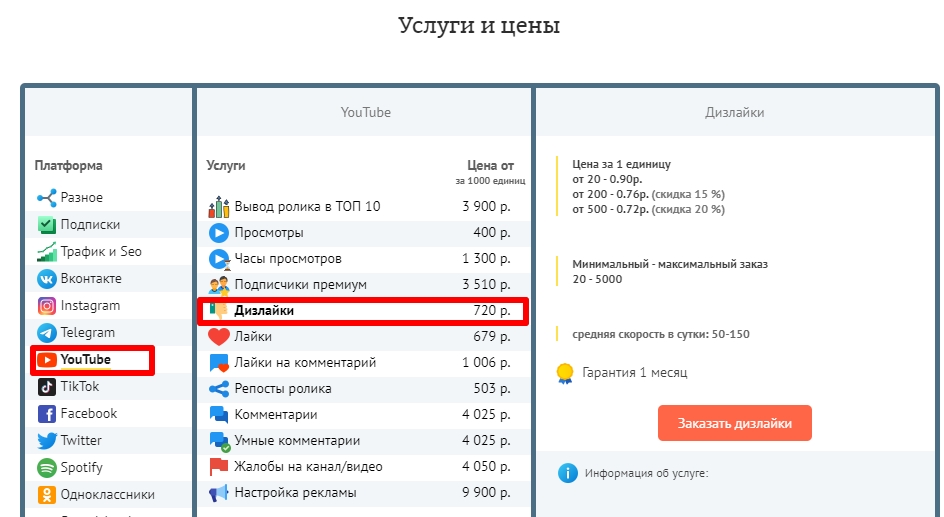 Услуги и цены
YouTube
Дизлайки
Платформа
Разное
Подписки
Трафик и Seo
Вконтакте
Instagram
Telegram
YouTube
TikTok
Facebook
Twitter
Spotify
Одноклассники
Услуги Цена от
за 1000 единиц
Вывод ролика в ТОП 10 3 900 р.
Просмотры 400 р.
Часы просмотров 1 300 р.
Подписчики премиум 3 510 р.
Дизлайки 720 р.
Лайки 679 р.
Лайки на комментарий 1 006 р.
Репосты ролика 503 р.
Комментарии 4 025 р.
Умные комментарии 4 025 р.
Жалобы на канал/видео 4 050 р.
Настройка рекламы 9 900 р.
Цена за 1 единицу
от 20 - 0.90р.
от 200 - 0.76р. (скидка 15 %)
от 500 - 0.72р. (скидка 20 %)
Минимальный - максимальный заказ
20 - 5000
средняя скорость в сутки: 50-150
Гарантия 1 месяц
Заказать дизлайки
Информация об услуге: